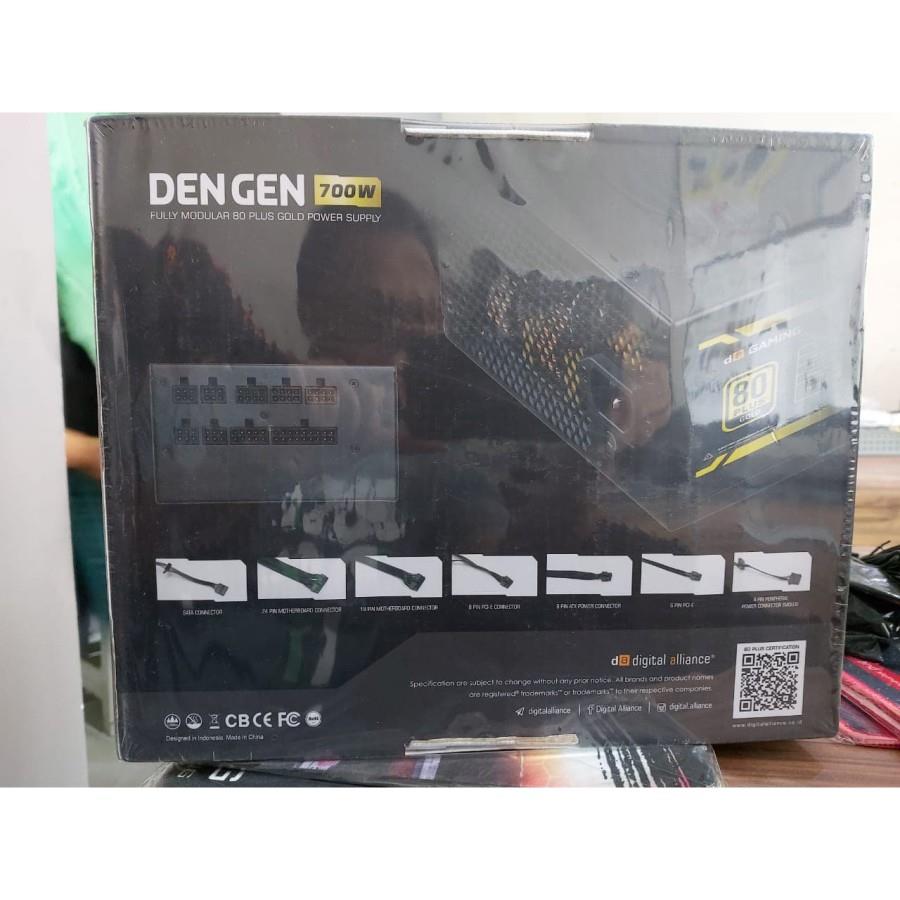 DEN GEN 700W
FULLY MODULAR 80 PLUS GOLD POWER SUPPLY
da GAMING
80
PLUS
GOLD
SATA CONNECTOR
24 PIN MOTHERBOARD CONNECTOR
18 PIN MOTHERBOARD CONNECTOR
8 PIN PCI-E CONNECTOR
8 PIN ATX POWER CONNECTOR
6 PIN PCI-E
4 PIN PERIPHERAL
POWER CONNECTOR (MOLEX)
da digital alliance®
Specification are subject to change without any prior notice. All brands and product names
are registered® trademarks™ or trademarks™ to their respective companies.
digitalalliance | Digital Alliance | digital.alliance
80 PLUS CERTIFICATION
www.digitalalliance.co.id
CB CE FC RoHS
Designed in Indonesia. Made in China